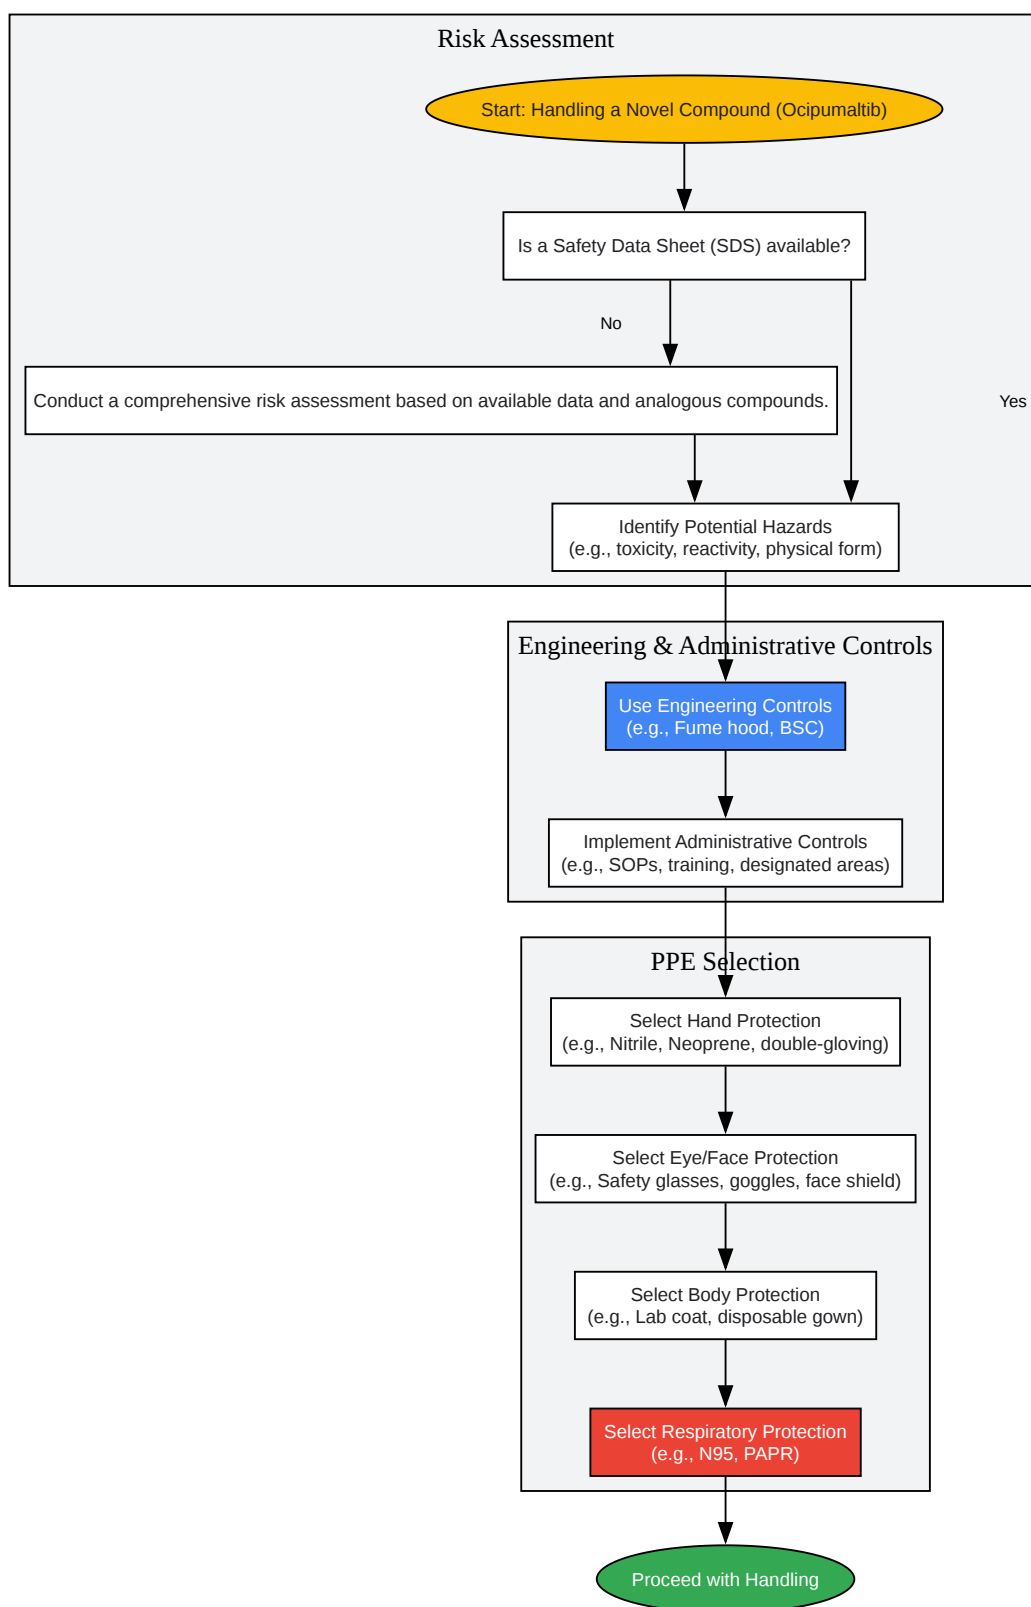 Risk Assessment
Start: Handling a Novel Compound (Ocipumaltib)
Is a Safety Data Sheet (SDS) available?
No
Conduct a comprehensive risk assessment based on available data and analogous compounds.
Yes
Identify Potential Hazards
(e.g., toxicity, reactivity, physical form)
Engineering & Administrative Controls
Use Engineering Controls
(e.g., Fume hood, BSC)
Implement Administrative Controls
(e.g., SOPs, training, designated areas)
PPE Selection
Select Hand Protection
(e.g., Nitrile, Neoprene, double-gloving)
Select Eye/Face Protection
(e.g., Safety glasses, goggles, face shield)
Select Body Protection
(e.g., Lab coat, disposable gown)
Select Respiratory Protection
(e.g., N95, PAPR)
Proceed with Handling